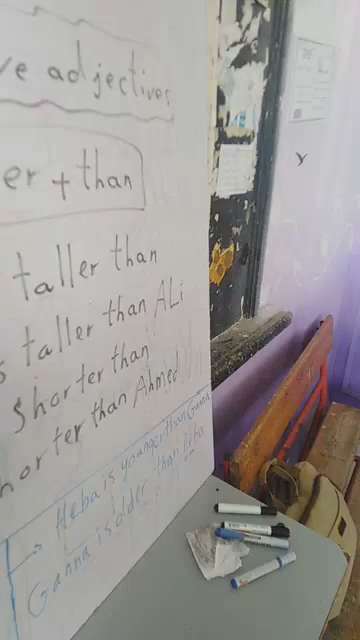 ve adjectives
er + than
taller than
s taller than ALi
shorter than
horter than Ahmed
Heba is younger than Ganna
Ganna is older than Heba